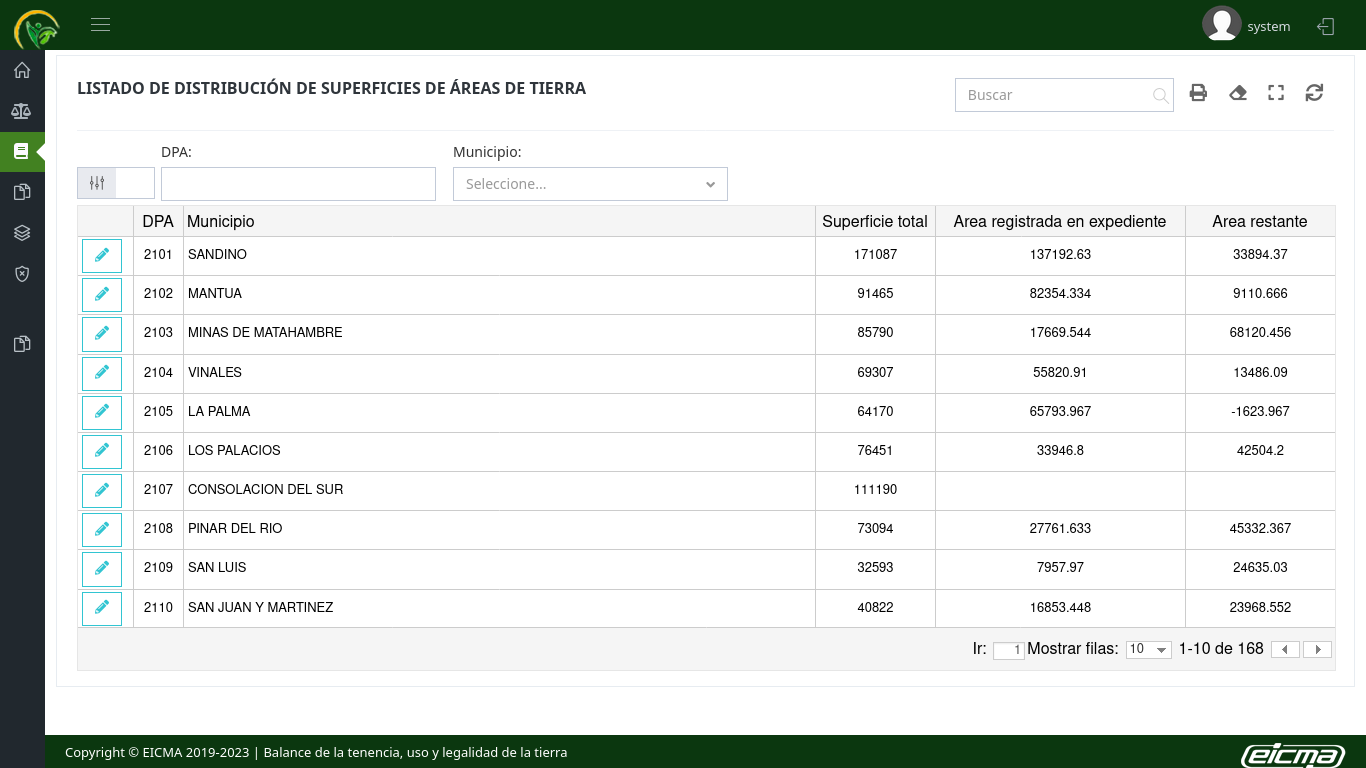 system
LISTADO DE DISTRIBUCIÓN DE SUPERFICIES DE ÁREAS DE TIERRA
Buscar
DPA: Municipio:
Seleccione...
DPA Municipio Superficie total Area registrada en expediente Area restante
2101 SANDINO 171087 137192.63 33894.37
2102 MANTUA 91465 82354.334 9110.666
2103 MINAS DE MATAHAMBRE 85790 17669.544 68120.456
2104 VINALES 69307 55820.91 13486.09
2105 LA PALMA 64170 65793.967 -1623.967
2106 LOS PALACIOS 76451 33946.8 42504.2
2107 CONSOLACION DEL SUR 111190
2108 PINAR DEL RIO 73094 27761.633 45332.367
2109 SAN LUIS 32593 7957.97 24635.03
2110 SAN JUAN Y MARTINEZ 40822 16853.448 23968.552
Ir: 1 Mostrar filas: 10 1-10 de 168
Copyright © EICMA 2019-2023 | Balance de la tenencia, uso y legalidad de la tierra
eicma